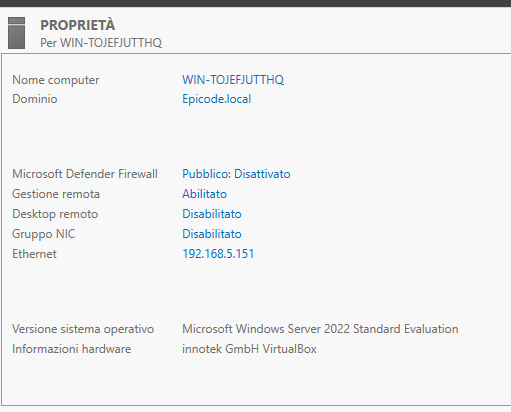 PROPRIETÀ
Per WIN-TOJEFJUTTHQ
Nome computer WIN-TOJEFJUTTHQ
Dominio Epicode.local
Microsoft Defender Firewall Pubblico: Disattivato
Gestione remota Abilitato
Desktop remoto Disabilitato
Gruppo NIC Disabilitato
Ethernet 192.168.5.151
Versione sistema operativo Microsoft Windows Server 2022 Standard Evaluation
Informazioni hardware innotek GmbH VirtualBox